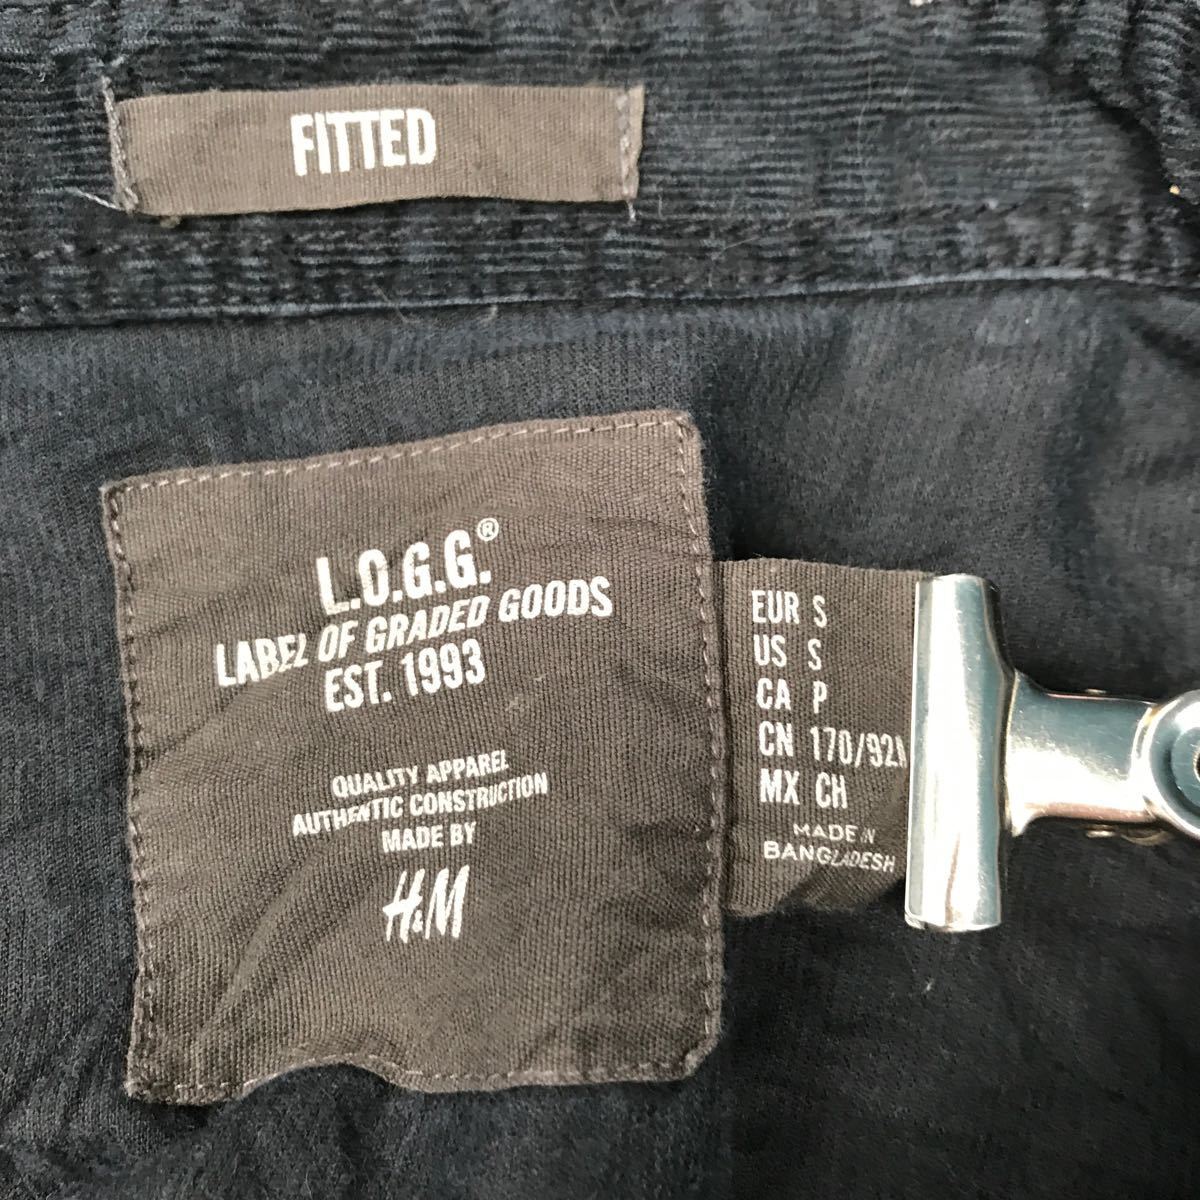 FITTED
L.O.G.G.®
LABEL OF GRADED GOODS
EST. 1993
QUALITY APPAREL
AUTHENTIC CONSTRUCTION
MADE BY
H&M
EUR S
US S
CA P
CN 170/92
MX CH
MADE IN
BANGLADESH